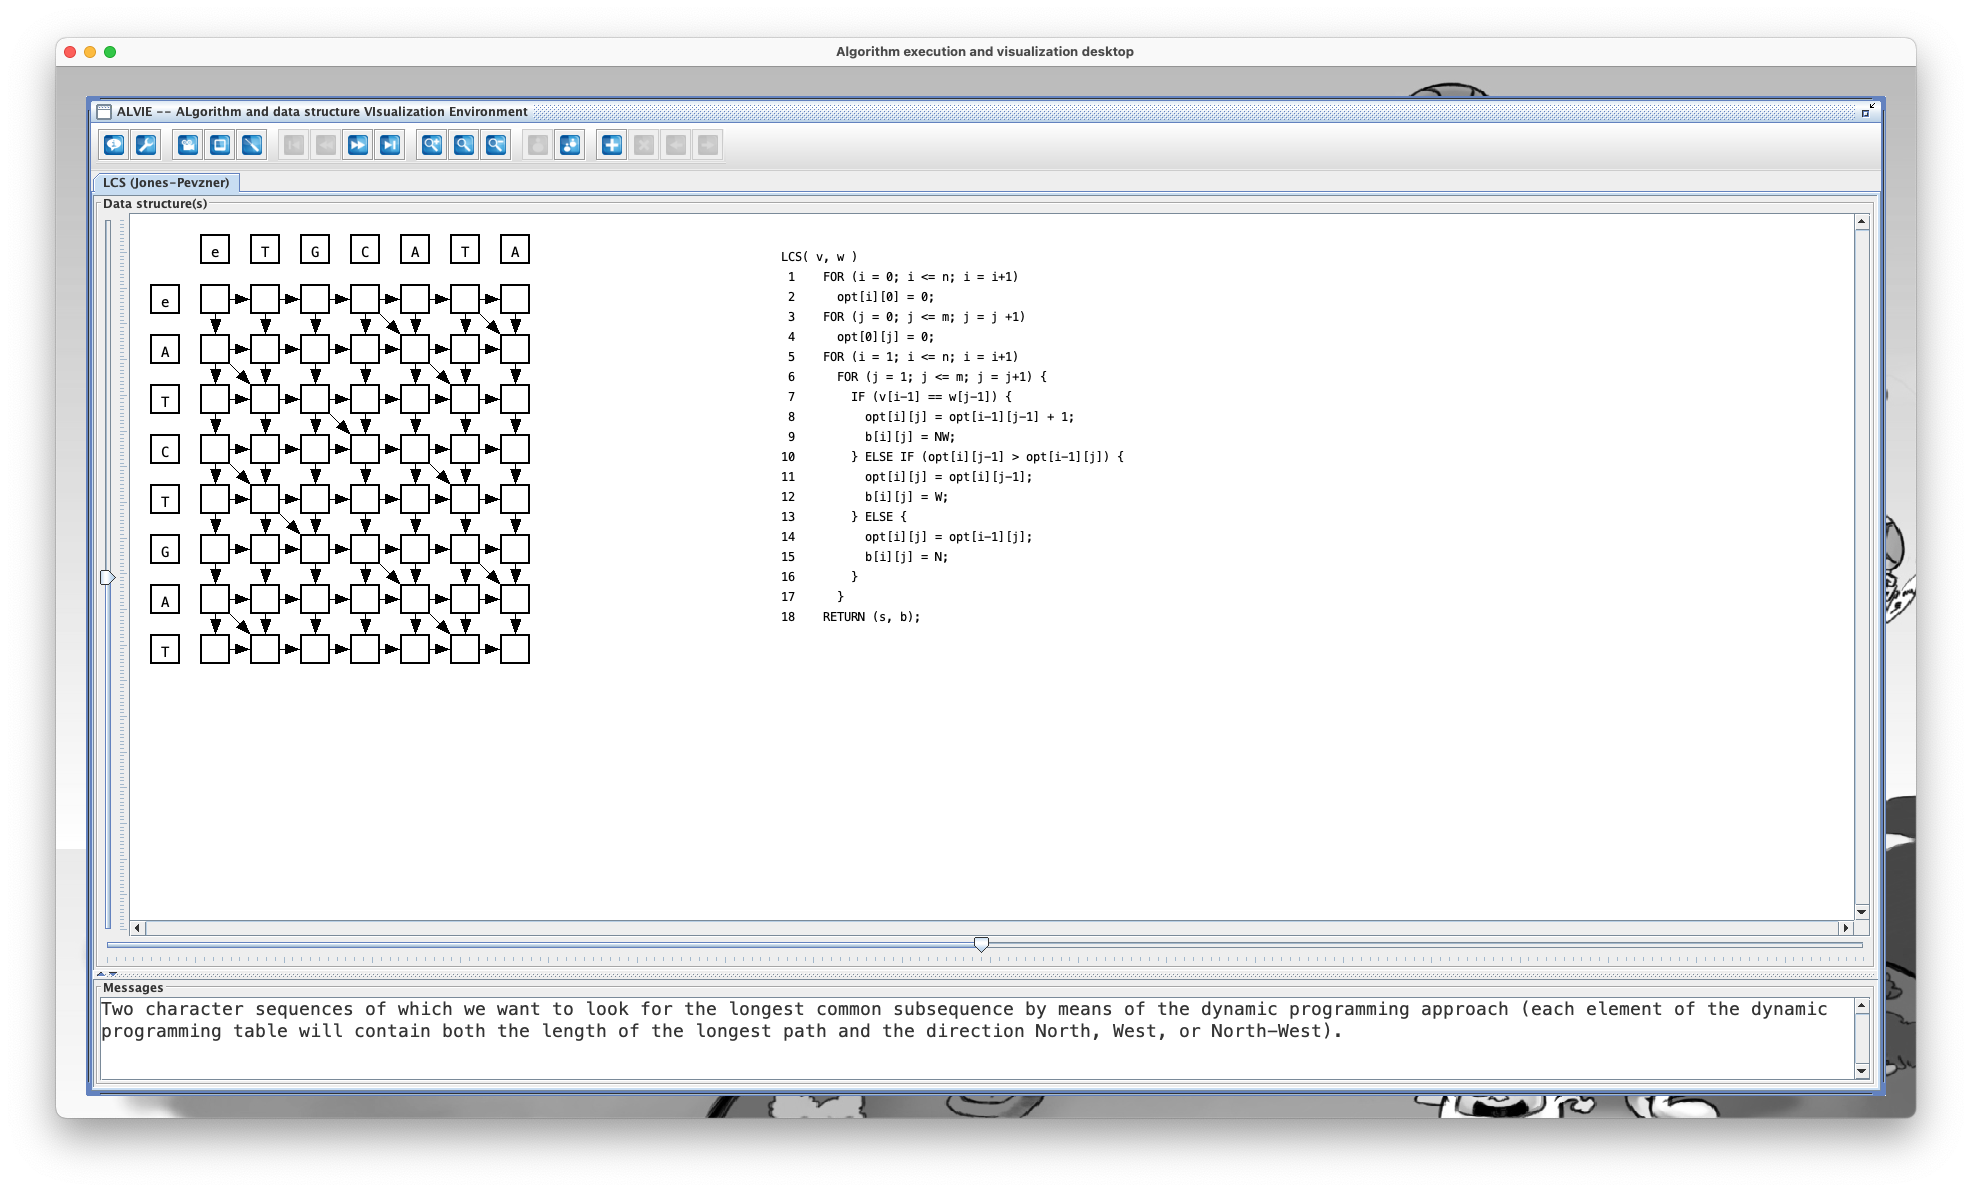 Algorithm execution and visualization desktop
ALVIE -- ALgorithm and data structure VIsualization Environment
LCS (Jones-Pevzner)
Data structure(s)
e T G C A T A
e
A
T
C
T
G
A
T
LCS( v, w )
1 FOR (i = 0; i <= n; i = i+1)
2 opt[i][0] = 0;
3 FOR (j = 0; j <= m; j = j +1)
4 opt[0][j] = 0;
5 FOR (i = 1; i <= n; i = i+1)
6 FOR (j = 1; j <= m; j = j+1) {
7 IF (v[i-1] == w[j-1]) {
8 opt[i][j] = opt[i-1][j-1] + 1;
9 b[i][j] = NW;
10 } ELSE IF (opt[i][j-1] > opt[i-1][j]) {
11 opt[i][j] = opt[i][j-1];
12 b[i][j] = W;
13 } ELSE {
14 opt[i][j] = opt[i-1][j];
15 b[i][j] = N;
16 }
17 }
18 RETURN (s, b);
Messages
Two character sequences of which we want to look for the longest common subsequence by means of the dynamic programming approach (each element of the dynamic
programming table will contain both the length of the longest path and the direction North, West, or North-West).